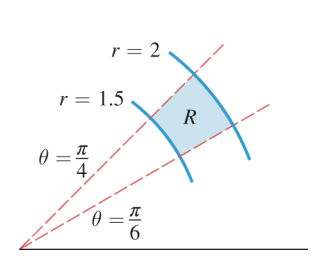 r = 2
r = 1.5
R
θ = π/4
θ = π/6